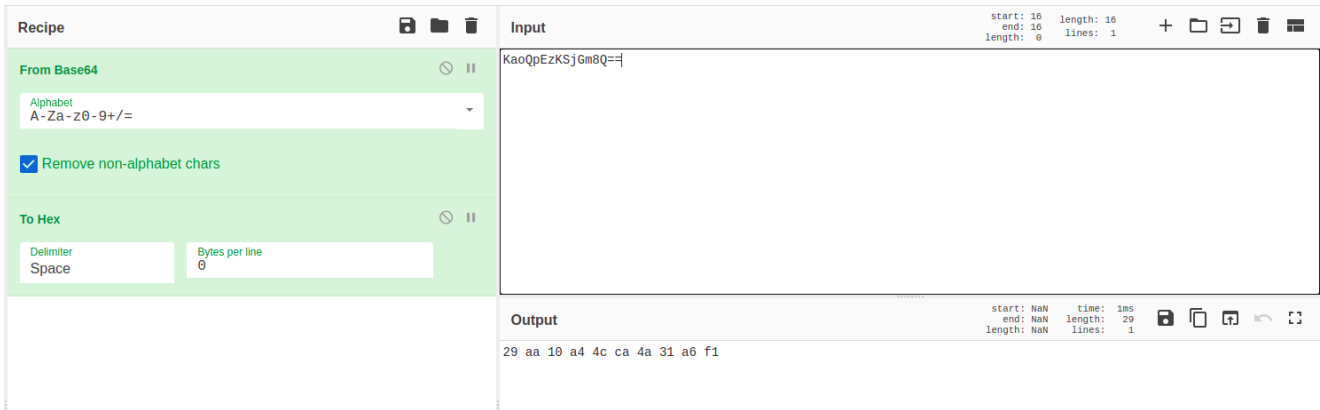 Recipe
From Base64
Alphabet
A-Za-z0-9+/=
Remove non-alphabet chars
To Hex
Delimiter
Space
Bytes per line
0
Input
start: 16
end: 16
length: 0
length: 16
lines: 1
KaoQpEzKSjGm8Q==
Output
start: NaN
end: NaN
length: NaN
time: 1ms
length: 29
lines: 1
29 aa 10 a4 4c ca 4a 31 a6 f1